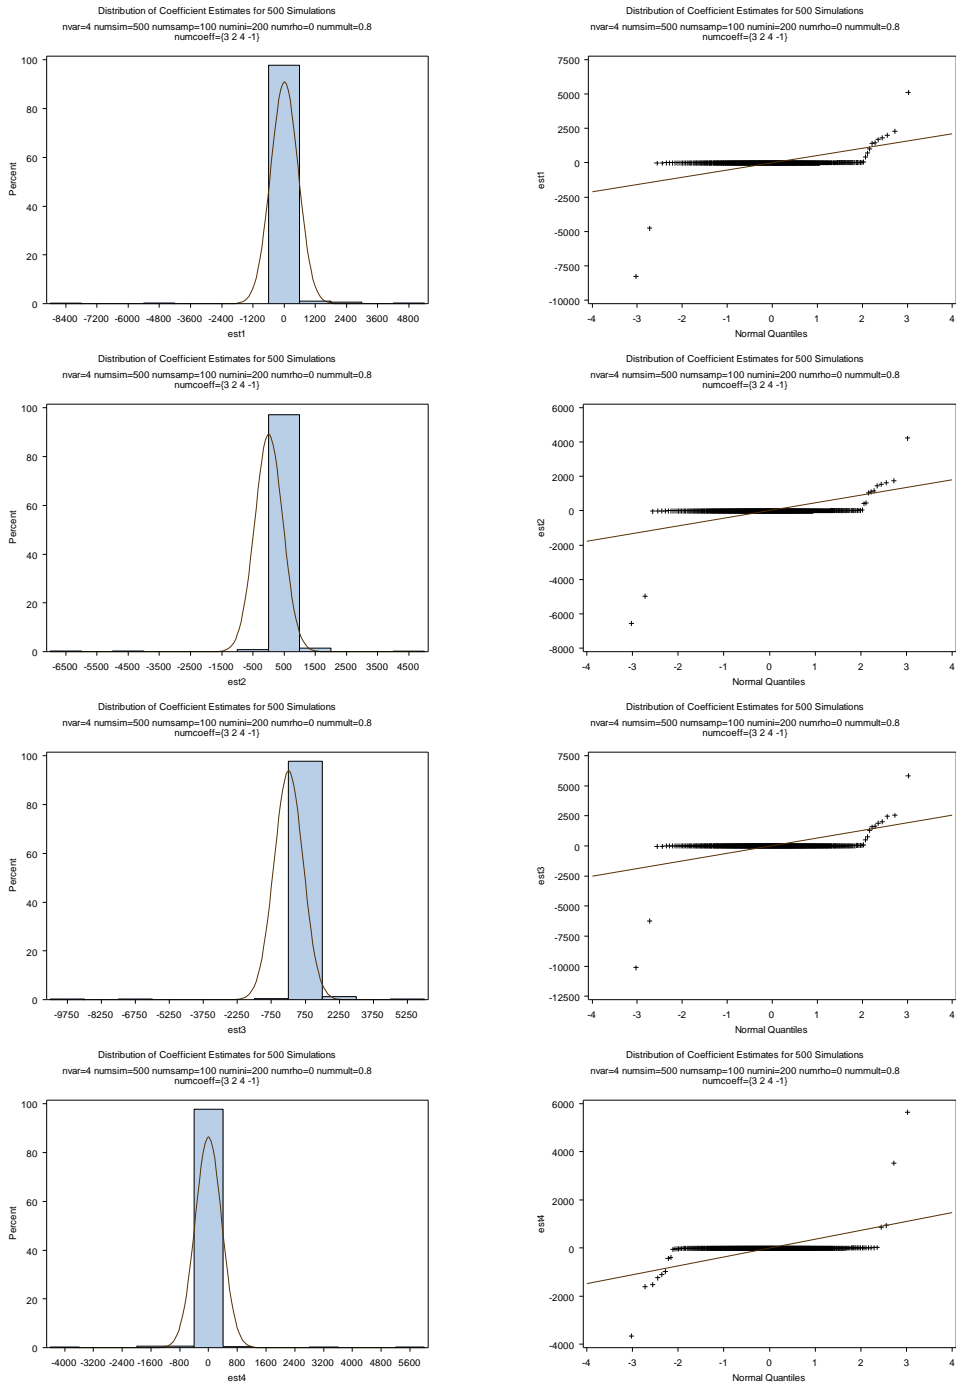 Distribution of Coefficient Estimates for 500 Simulations
nvar=4 numsim=500 numsamp=100 numini=200 numrho=0 nummult=0.8
numcoeff={3 2 4 -1}
100
80
60
40
20
0
Percent
-8400 -7200 -6000 -4800 -3600 -2400 -1200 0 1200 2400 3600 4800
est1
Distribution of Coefficient Estimates for 500 Simulations
nvar=4 numsim=500 numsamp=100 numini=200 numrho=0 nummult=0.8
numcoeff={3 2 4 -1}
7500
5000
2500
0
-2500
-5000
-7500
-10000
est1
-4 -3 -2 -1 0 1 2 3 4
Normal Quantiles
Distribution of Coefficient Estimates for 500 Simulations
nvar=4 numsim=500 numsamp=100 numini=200 numrho=0 nummult=0.8
numcoeff={3 2 4 -1}
100
80
60
40
20
0
Percent
-6500 -5500 -4500 -3500 -2500 -1500 -500 500 1500 2500 3500 4500
est2
Distribution of Coefficient Estimates for 500 Simulations
nvar=4 numsim=500 numsamp=100 numini=200 numrho=0 nummult=0.8
numcoeff={3 2 4 -1}
6000
4000
2000
0
-2000
-4000
-6000
-8000
est2
-4 -3 -2 -1 0 1 2 3 4
Normal Quantiles
Distribution of Coefficient Estimates for 500 Simulations
nvar=4 numsim=500 numsamp=100 numini=200 numrho=0 nummult=0.8
numcoeff={3 2 4 -1}
100
80
60
40
20
0
Percent
-9750 -8250 -6750 -5250 -3750 -2250 -750 750 2250 3750 5250
est3
Distribution of Coefficient Estimates for 500 Simulations
nvar=4 numsim=500 numsamp=100 numini=200 numrho=0 nummult=0.8
numcoeff={3 2 4 -1}
7500
5000
2500
0
-2500
-5000
-7500
-10000
-12500
est3
-4 -3 -2 -1 0 1 2 3 4
Normal Quantiles
Distribution of Coefficient Estimates for 500 Simulations
nvar=4 numsim=500 numsamp=100 numini=200 numrho=0 nummult=0.8
numcoeff={3 2 4 -1}
100
80
60
40
20
0
Percent
-4000 -3200 -2400 -1600 -800 0 800 1600 2400 3200 4000 4800 5600
est4
Distribution of Coefficient Estimates for 500 Simulations
nvar=4 numsim=500 numsamp=100 numini=200 numrho=0 nummult=0.8
numcoeff={3 2 4 -1}
6000
4000
2000
0
-2000
-4000
est4
-4 -3 -2 -1 0 1 2 3 4
Normal Quantiles